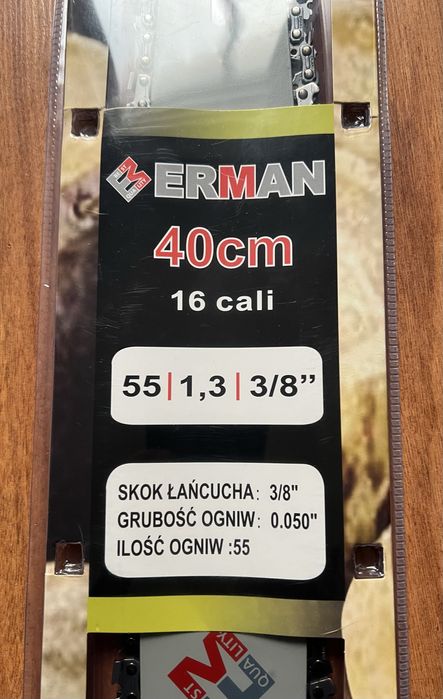 ERMAN
40cm
16 cali
55|1,3|3/8”
SKOK ŁAŃCUCHA: 3/8"
GRUBOŚĆ OGNIW: 0.050"
ILOŚĆ OGNIW :55
QUALITY